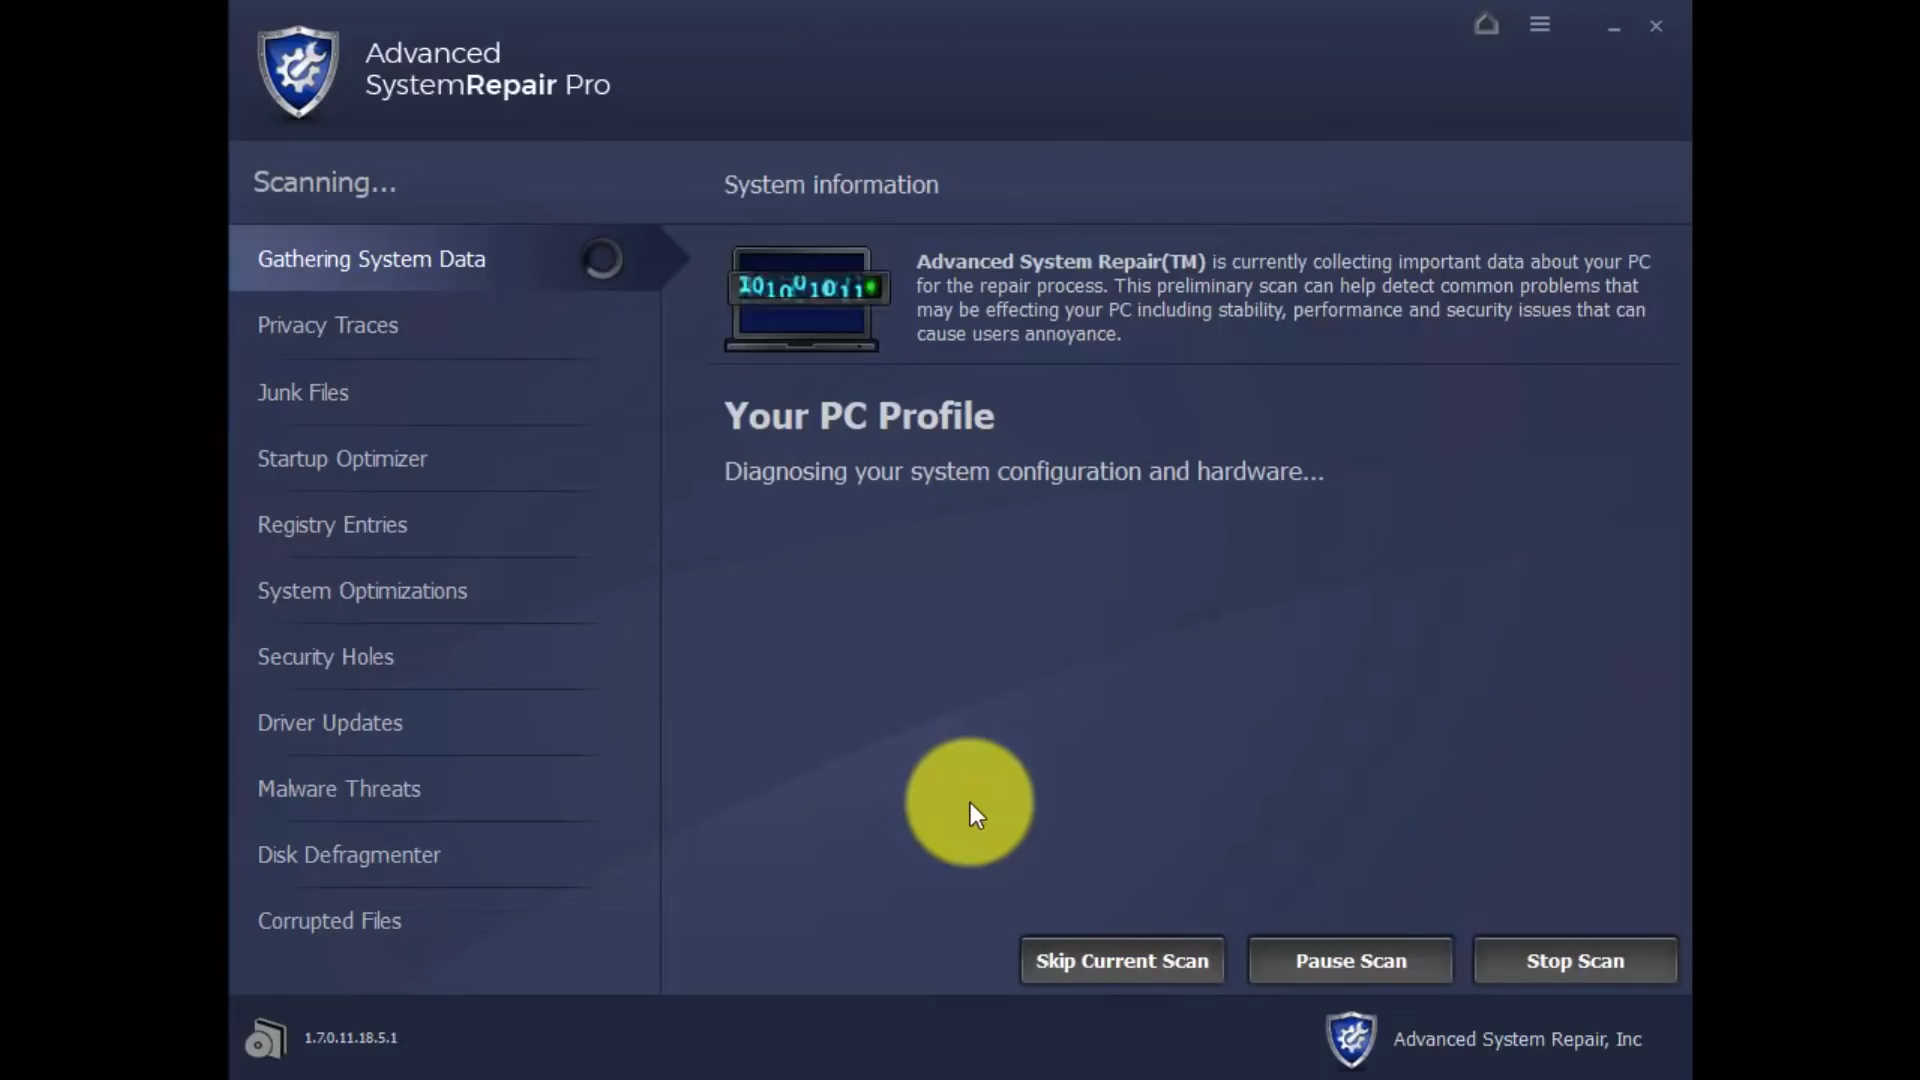 Advanced
SystemRepair Pro
Scanning...
System information
Gathering System Data
Privacy Traces
Junk Files
Startup Optimizer
Registry Entries
System Optimizations
Security Holes
Driver Updates
Malware Threats
Disk Defragmenter
Corrupted Files
Advanced System Repair(TM) is currently collecting important data about your PC
for the repair process. This preliminary scan can help detect common problems that
may be effecting your PC including stability, performance and security issues that can
cause users annoyance.
Your PC Profile
Diagnosing your system configuration and hardware...
Skip Current Scan
Pause Scan
Stop Scan
1.7.0.11.18.5.1
Advanced System Repair, Inc